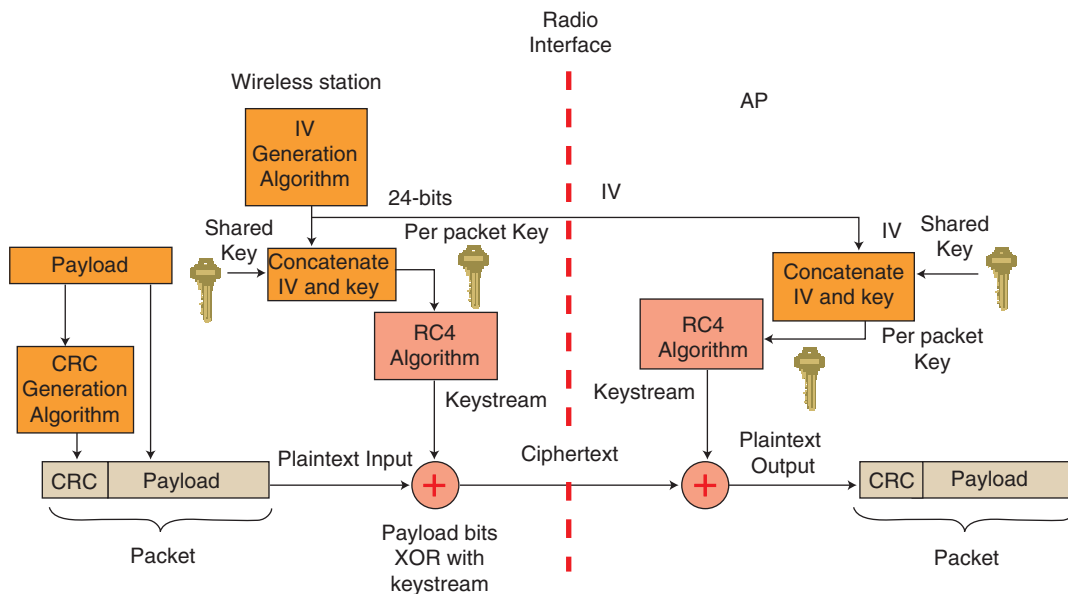 Radio
Interface
Wireless station
AP
IV
Generation
Algorithm
24-bits
IV
Shared
Key
Per packet Key
IV
Shared
Key
Payload
Concatenate
IV and key
Concatenate
IV and key
RC4
Algorithm
RC4
Algorithm
Per packet
Key
CRC
Generation
Algorithm
Keystream
Keystream
Plaintext Input
Ciphertext
Plaintext
Output
CRC
Payload
CRC
Payload
Packet
Payload bits
XOR with
keystream
Packet